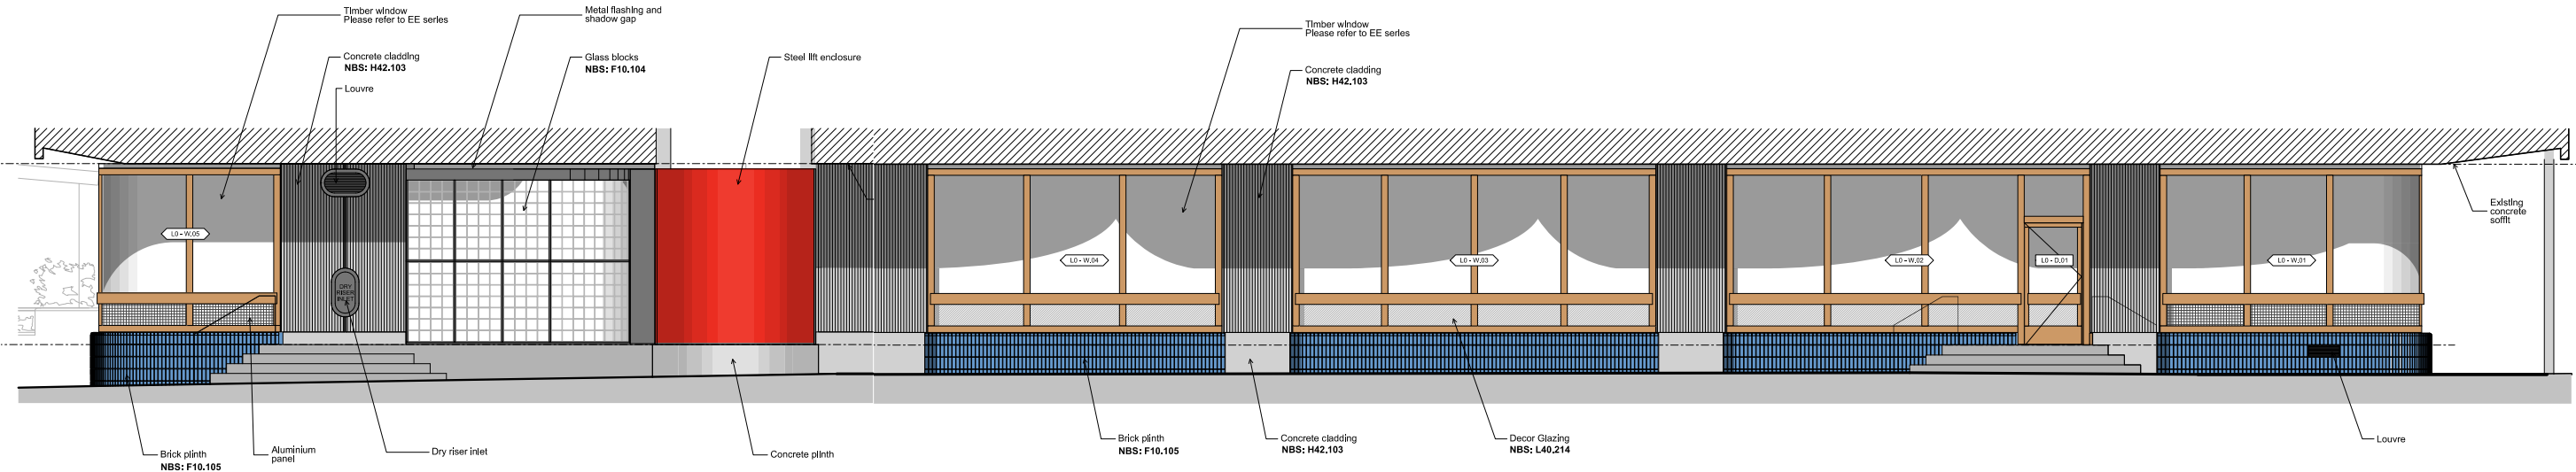 Timber window
Please refer to EE series
Concrete cladding
NBS: H42.103
Louvre
Metal flashing and
shadow gap
Glass blocks
NBS: F10.104
Steel lift enclosure
Timber window
Please refer to EE series
Concrete cladding
NBS: H42.103
Existing
concrete
soffit
L0 - W.05
DRY
RISER
INLET
L0 - W.04
L0 - W.03
L0 - W.02
L0 - D.01
L0 - W.01
Brick plinth
NBS: F10.105
Aluminium
panel
Dry riser inlet
Concrete plinth
Brick plinth
NBS: F10.105
Concrete cladding
NBS: H42.103
Decor Glazing
NBS: L40.214
Louvre